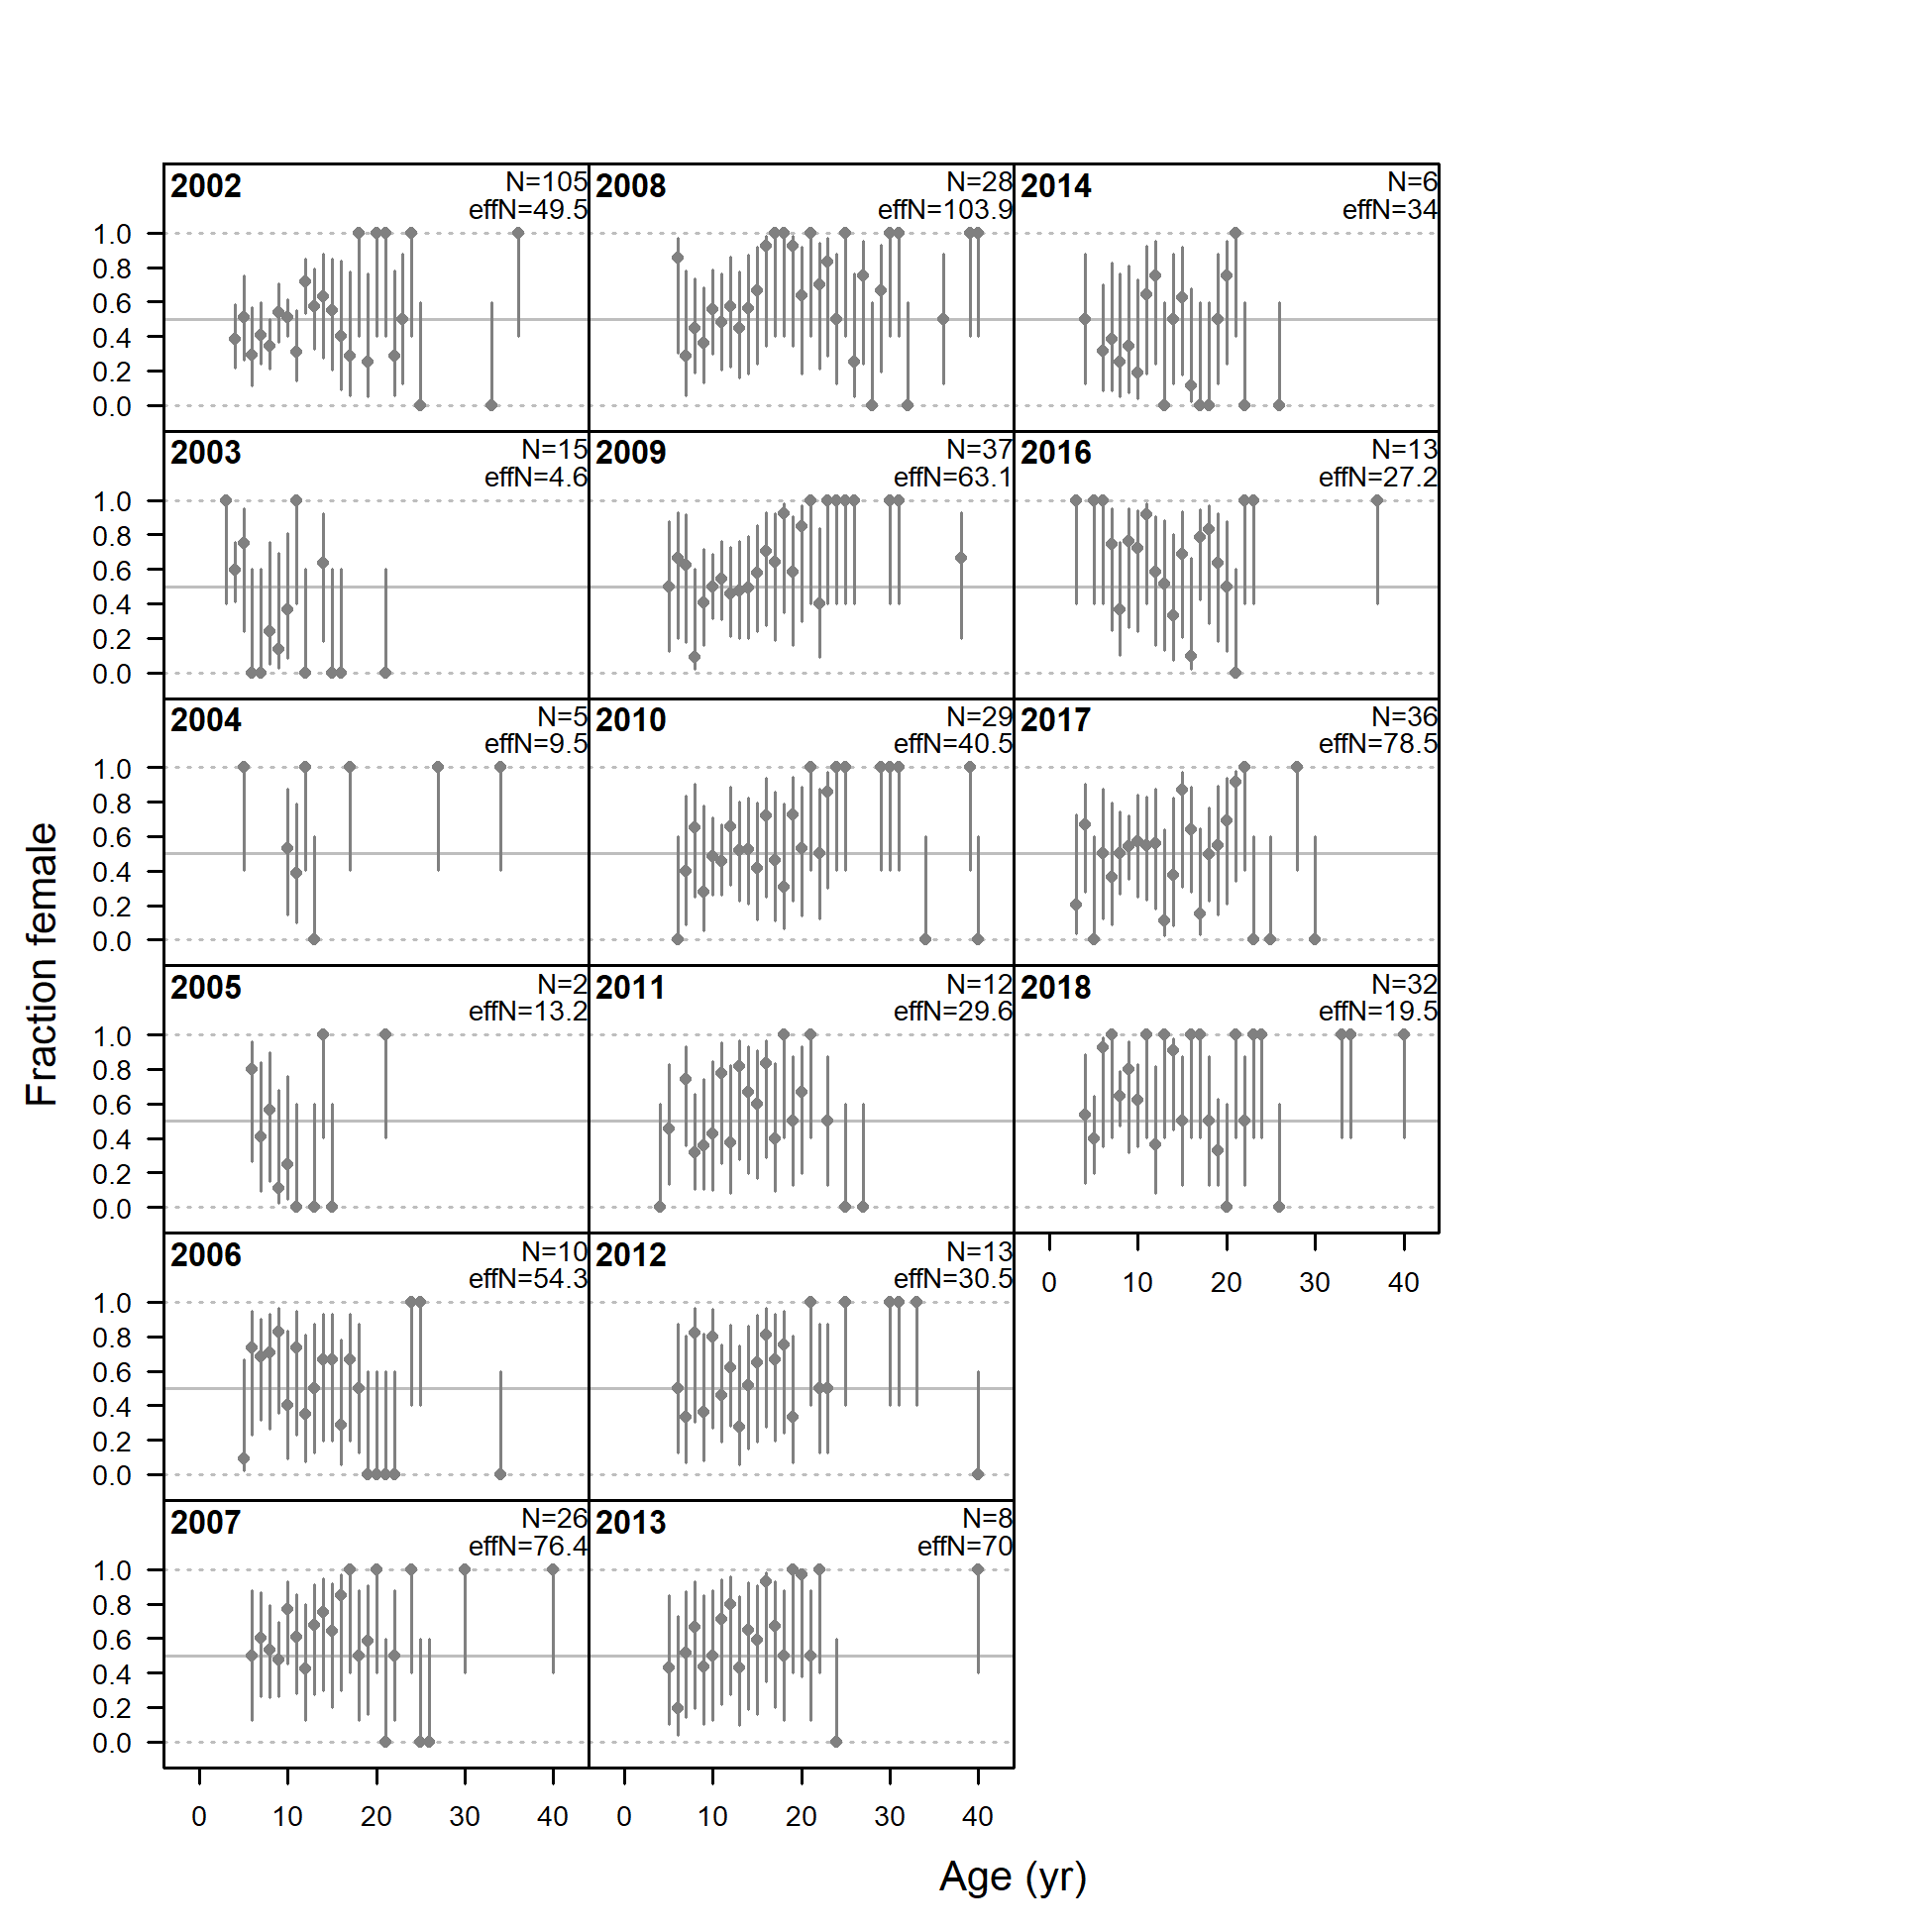 2002
N=105
effN=49.5
2008
N=28
effN=103.9
2014
N=6
effN=34
1.0
0.8
0.6
0.4
0.2
0.0
2003
N=15
effN=4.6
2009
N=37
effN=63.1
2016
N=13
effN=27.2
1.0
0.8
0.6
0.4
0.2
0.0
2004
N=5
effN=9.5
2010
N=29
effN=40.5
2017
N=36
effN=78.5
1.0
0.8
0.6
0.4
0.2
0.0
2005
N=2
effN=13.2
2011
N=12
effN=29.6
2018
N=32
effN=19.5
1.0
0.8
0.6
0.4
0.2
0.0
0 10 20 30 40
2006
N=10
effN=54.3
2012
N=13
effN=30.5
1.0
0.8
0.6
0.4
0.2
0.0
2007
N=26
effN=76.4
2013
N=8
effN=70
1.0
0.8
0.6
0.4
0.2
0.0
0 10 20 30 40
0 10 20 30 40
Fraction female
Age (yr)